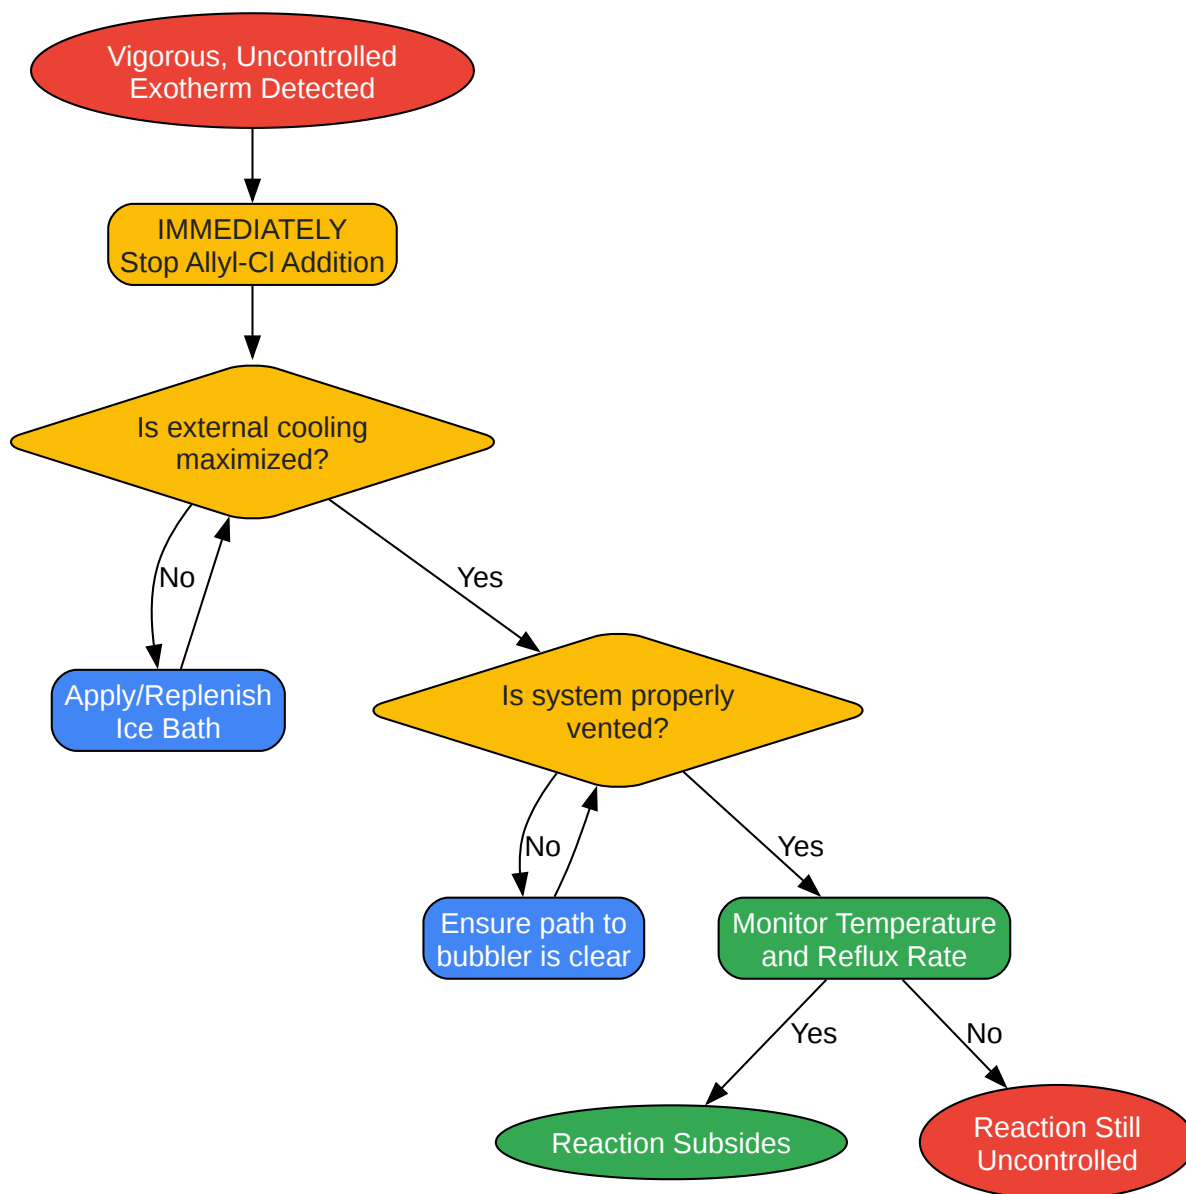 Vigorous, Uncontrolled
Exotherm Detected
IMMEDIATELY
Stop Allyl-Cl Addition
Is external cooling
maximized?
No
Yes
Apply/Replenish
Ice Bath
Is system properly
vented?
No
Yes
Ensure path to
bubbler is clear
Monitor Temperature
and Reflux Rate
Yes
No
Reaction Subsides
Reaction Still
Uncontrolled